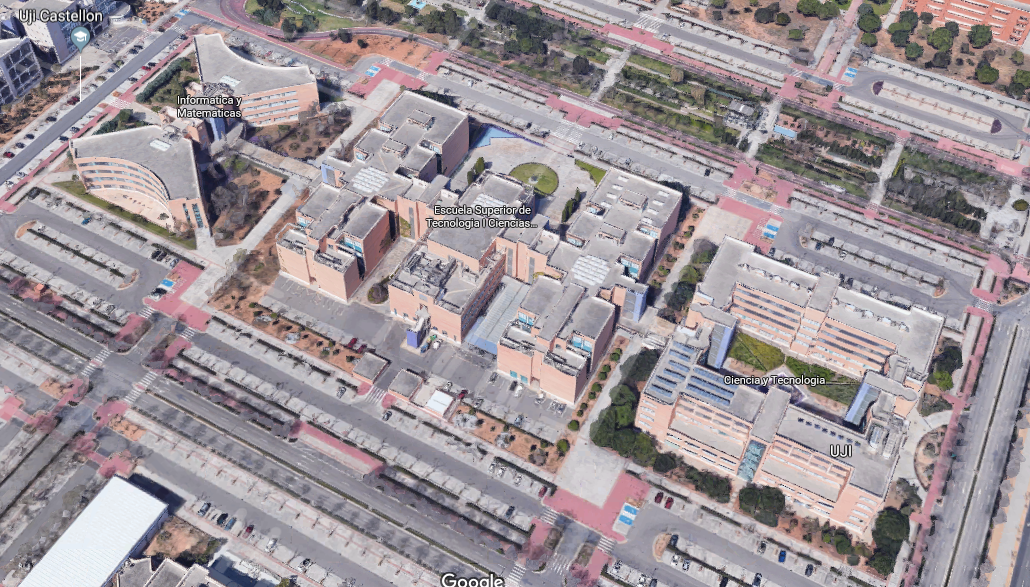 Uji Castellon
Informatica y
Matematicas
Escuela Superior de
Tecnologia I Ciencias...
Ciencia y Tecnologia
UJI
Google